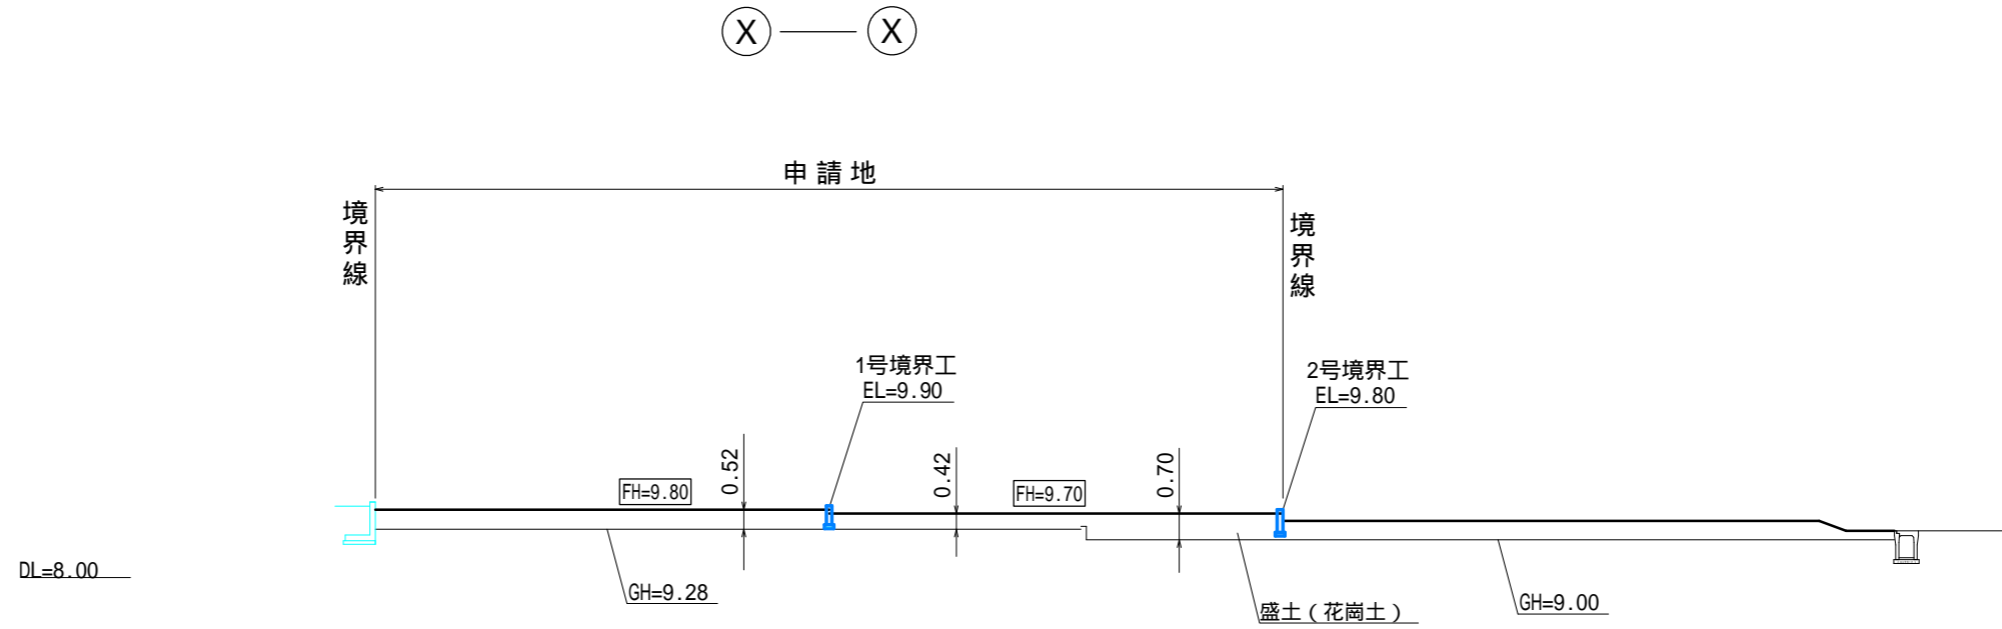 X X
申請地
境界線
境界線
1号境界工
EL=9.90
2号境界工
EL=9.80
0.52
0.42
0.70
FH=9.80
FH=9.70
DL=8.00
GH=9.28
盛土（花崗土）
GH=9.00